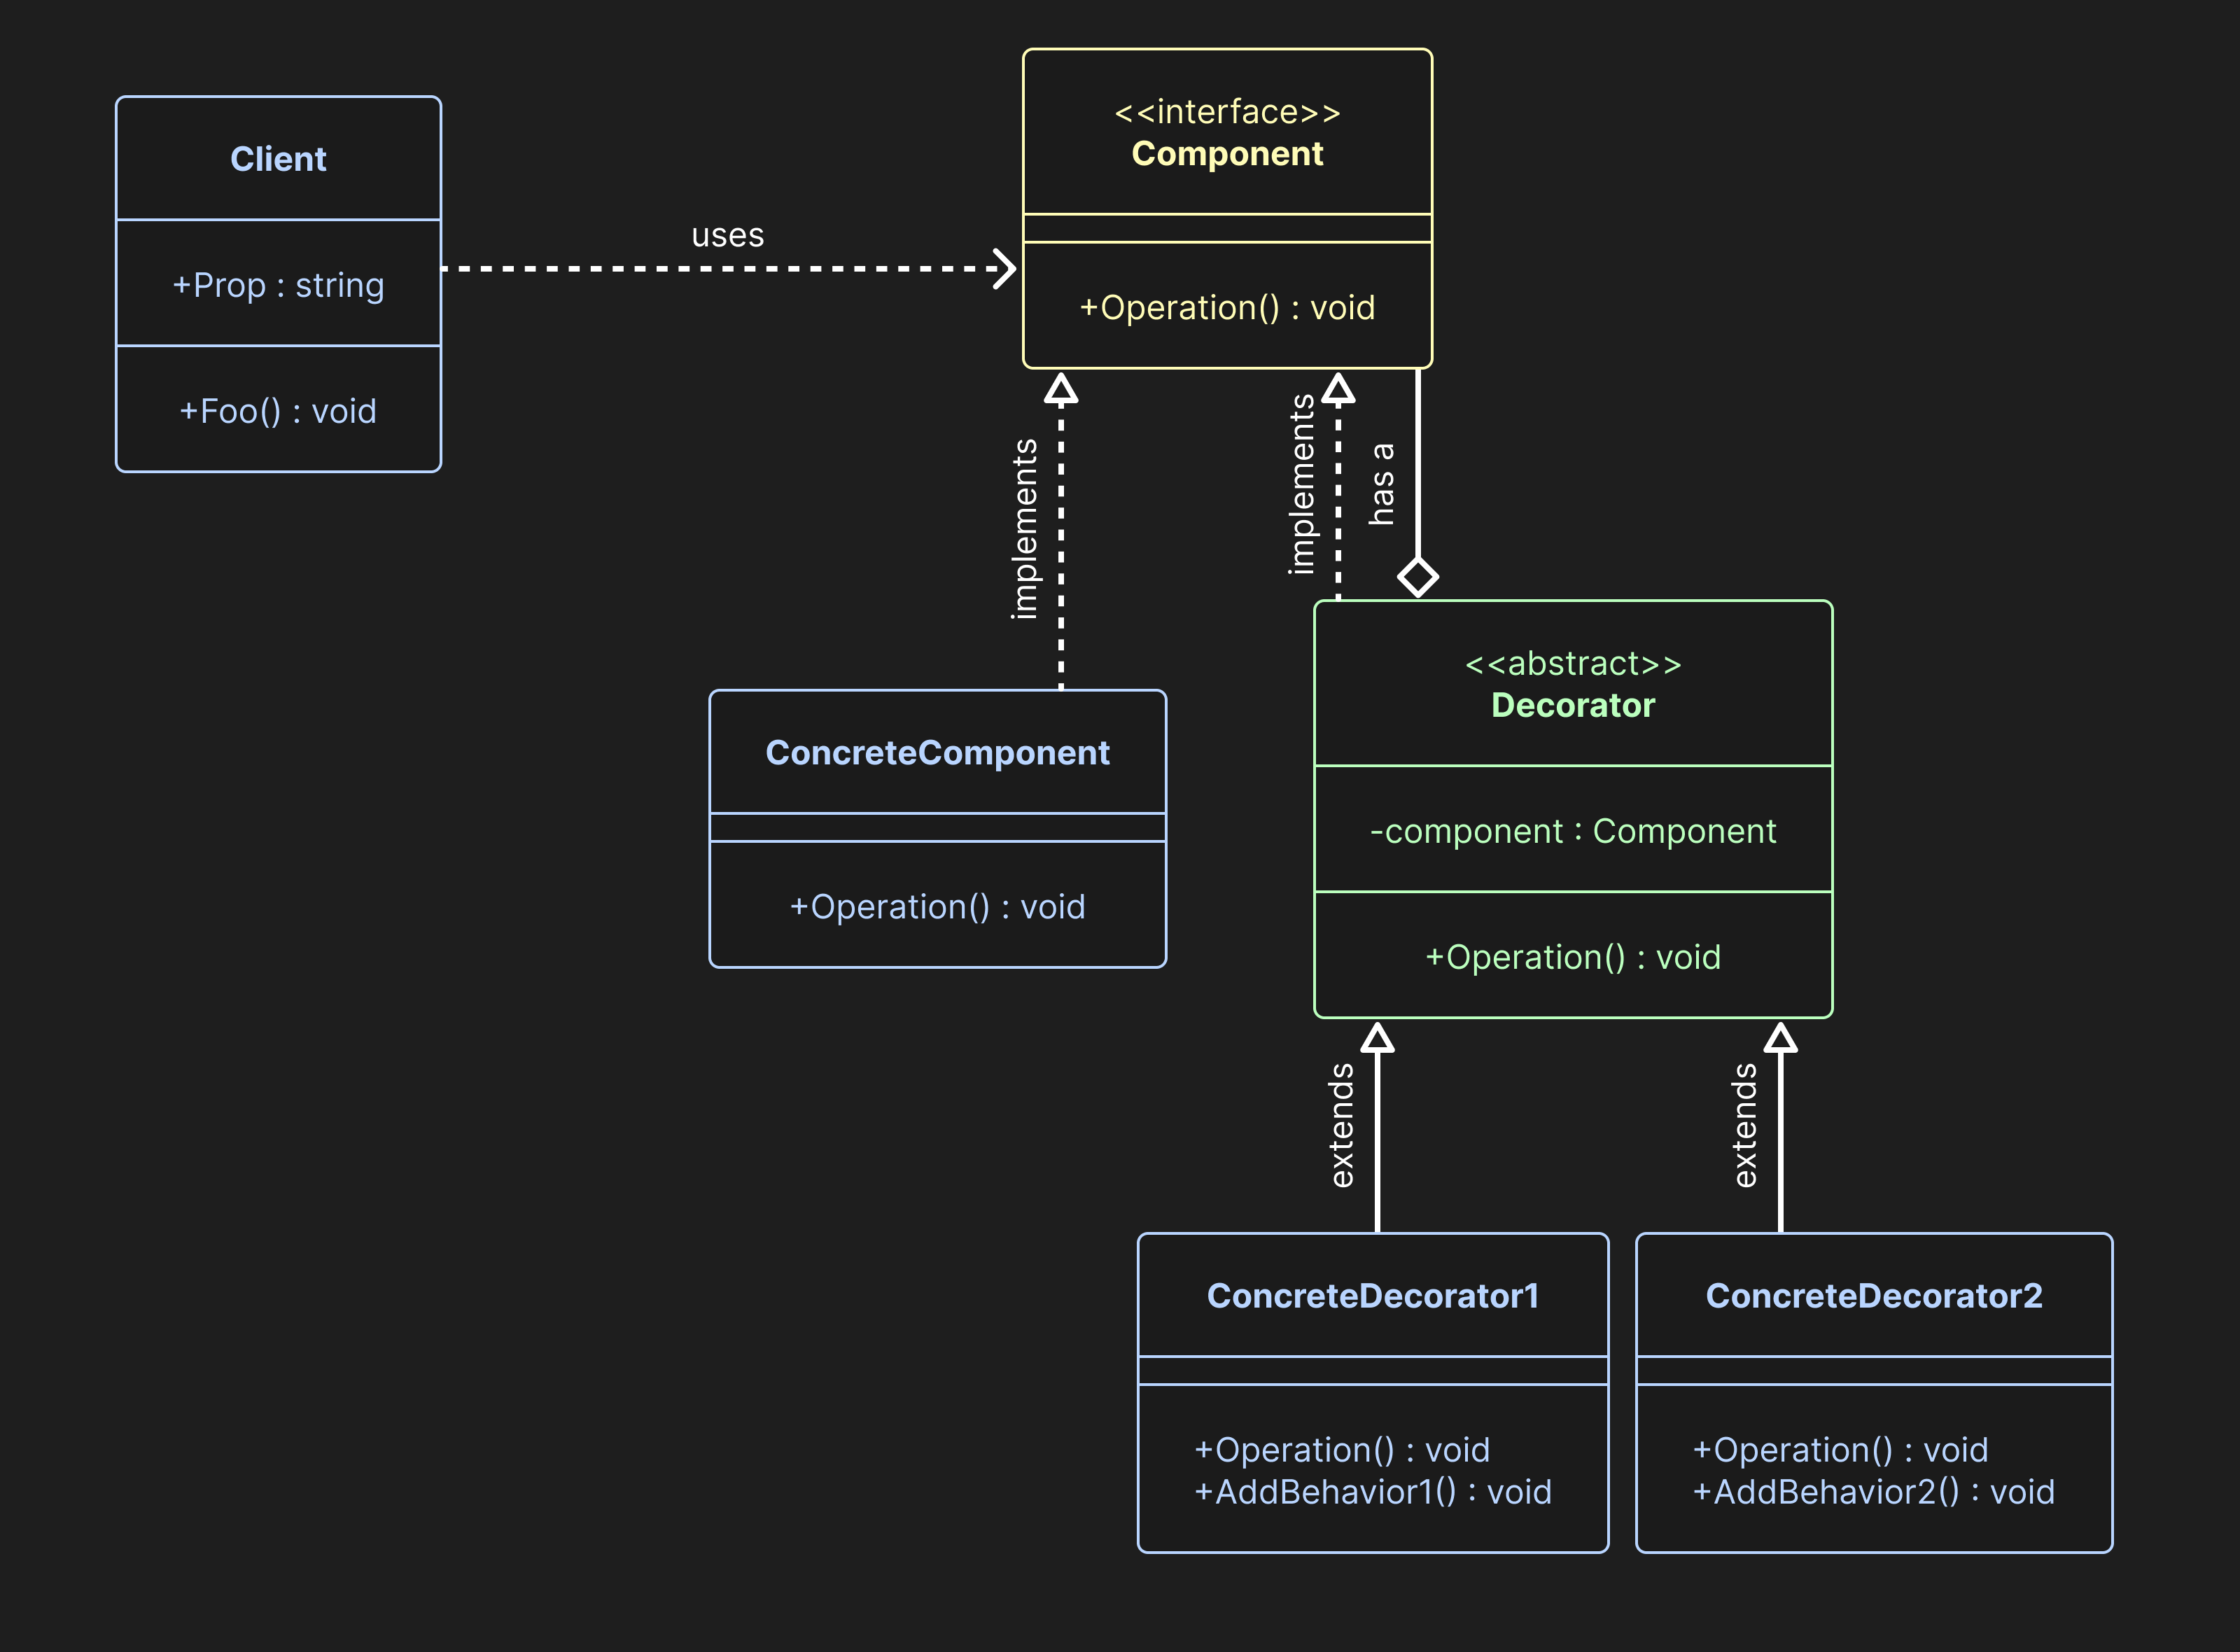 Client
+Prop : string
+Foo() : void
uses
<<interface>>
Component
+Operation() : void
implements
implements
has a
ConcreteComponent
+Operation() : void
<<abstract>>
Decorator
-component : Component
+Operation() : void
extends
extends
ConcreteDecorator1
+Operation() : void
+AddBehavior1() : void
ConcreteDecorator2
+Operation() : void
+AddBehavior2() : void